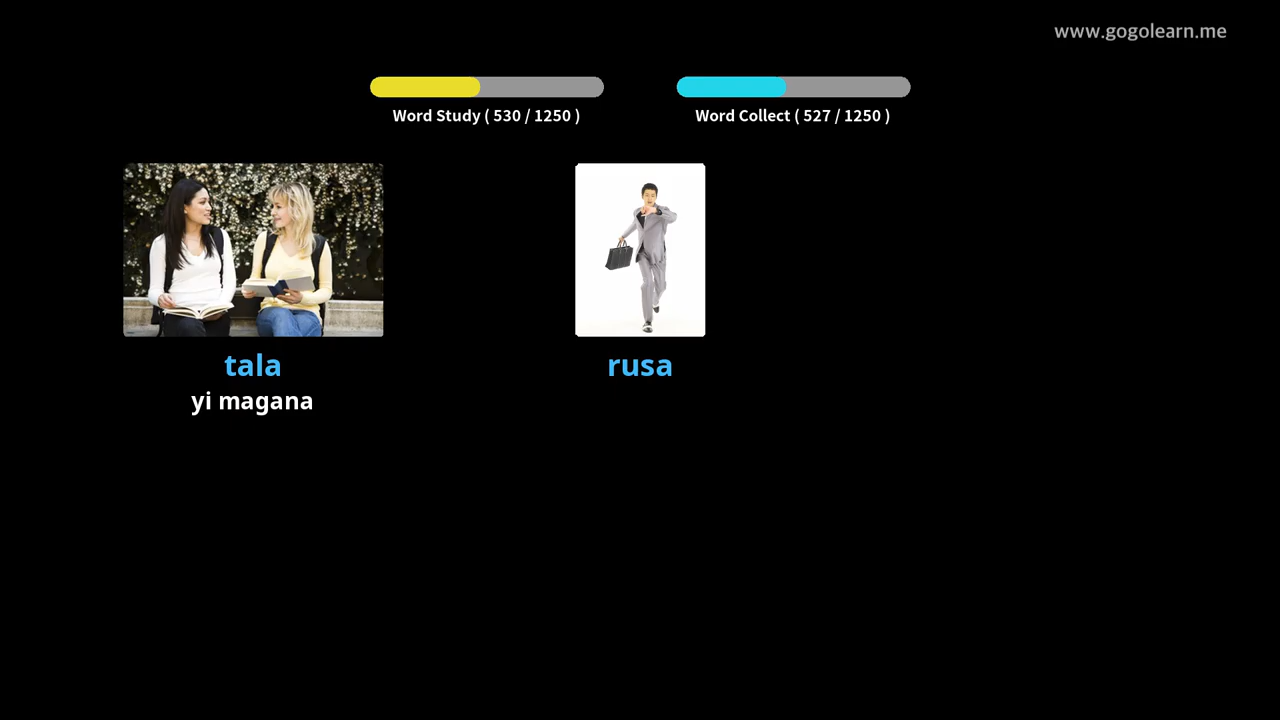 www.gogolearn.me
Word Study ( 530 / 1250 )
Word Collect ( 527 / 1250 )
tala
yi magana
rusa